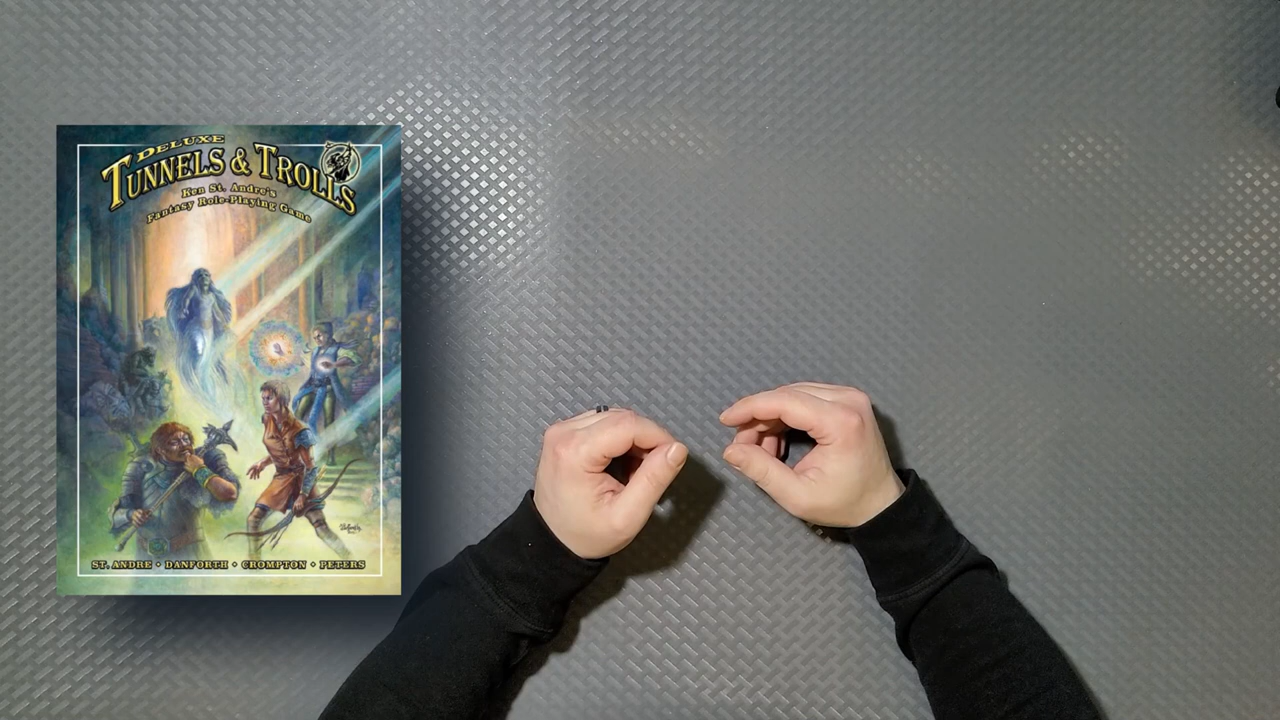 DELUXE
TUNNELS & TROLLS
Ken St. Andre's
Fantasy Role-Playing Game
ST. ANDRE • DANFORTH • CROMPTON • PETERS